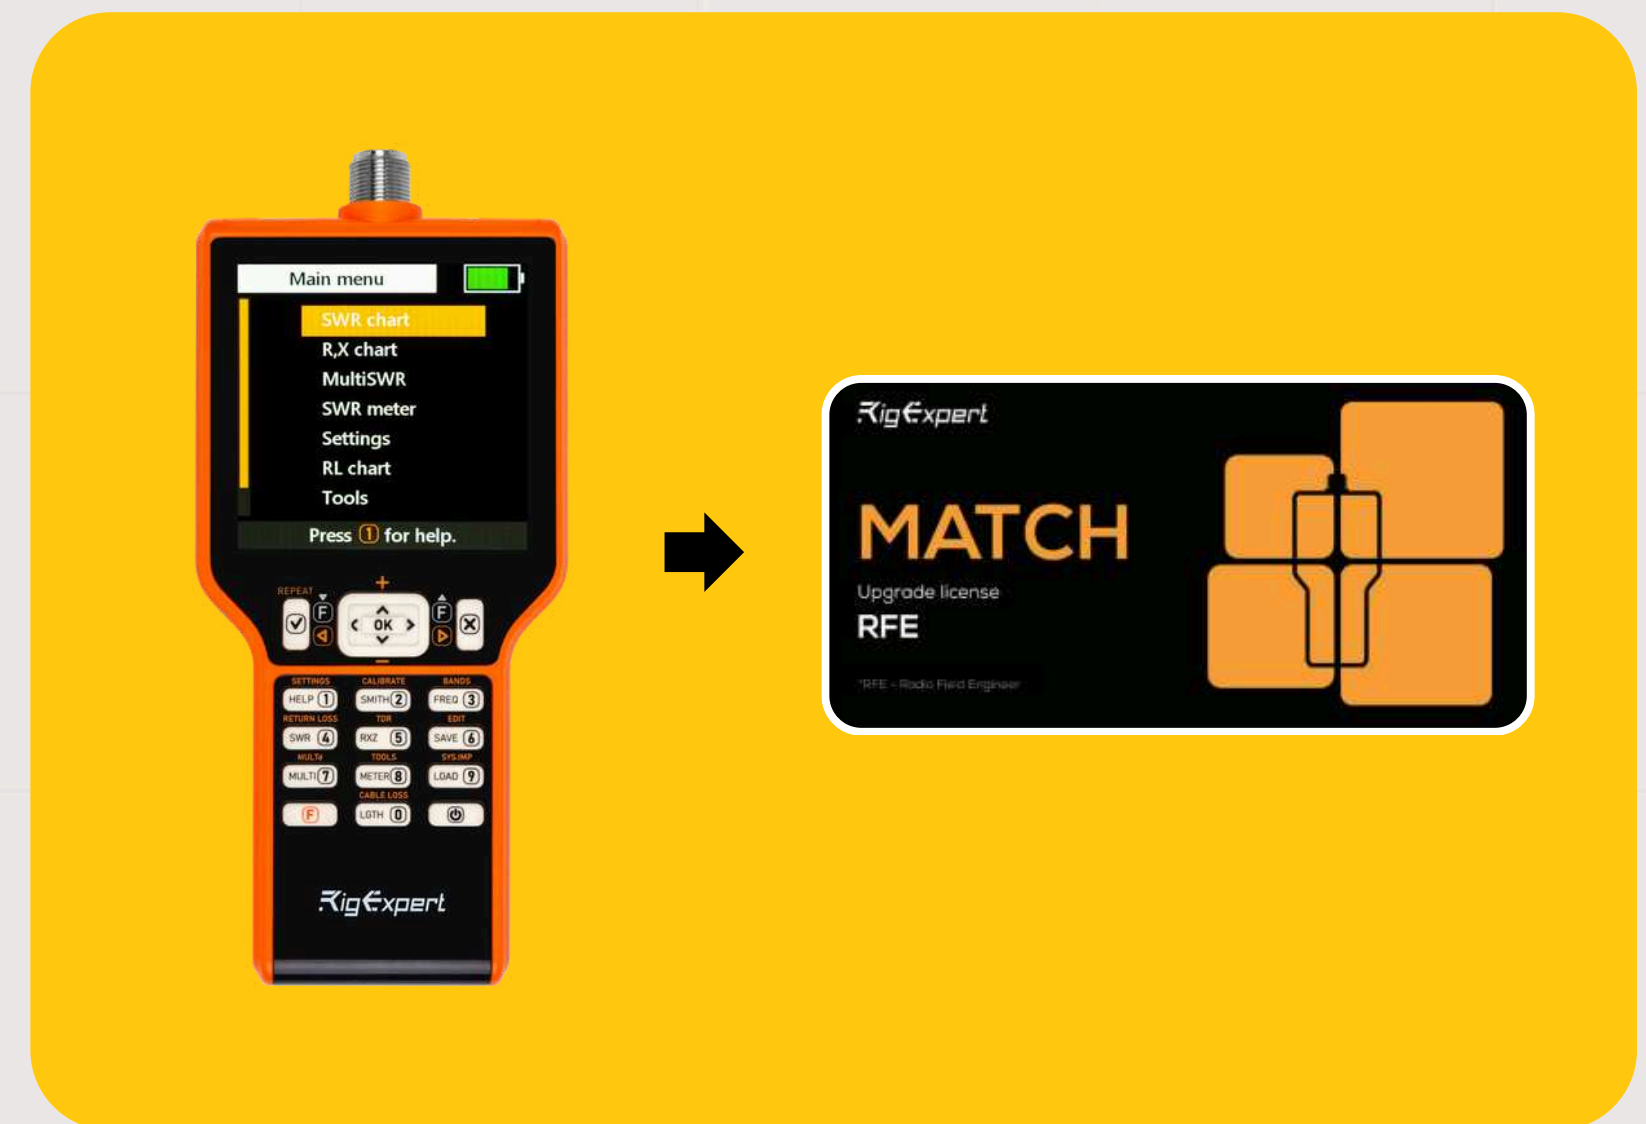 Main menu
SWR chart
R,X chart
MultiSWR
SWR meter
Settings
RL chart
Tools
Press 1 for help.
REPEAT
+
F
F
OK
−
SETTINGS CALIBRATE BANDS
HELP 1 SMITH 2 FREQ 3
RETURN LOSS TDR EDIT
SWR 4 RXZ 5 SAVE 6
MULTI TOOLS SYS.IMP
MULTI 7 METER 8 LOAD 9
CABLE LOSS
F LGTH 0
RigExpert
RigExpert
MATCH
Upgrade license
RFE
*RFE - Radio Field Engineer